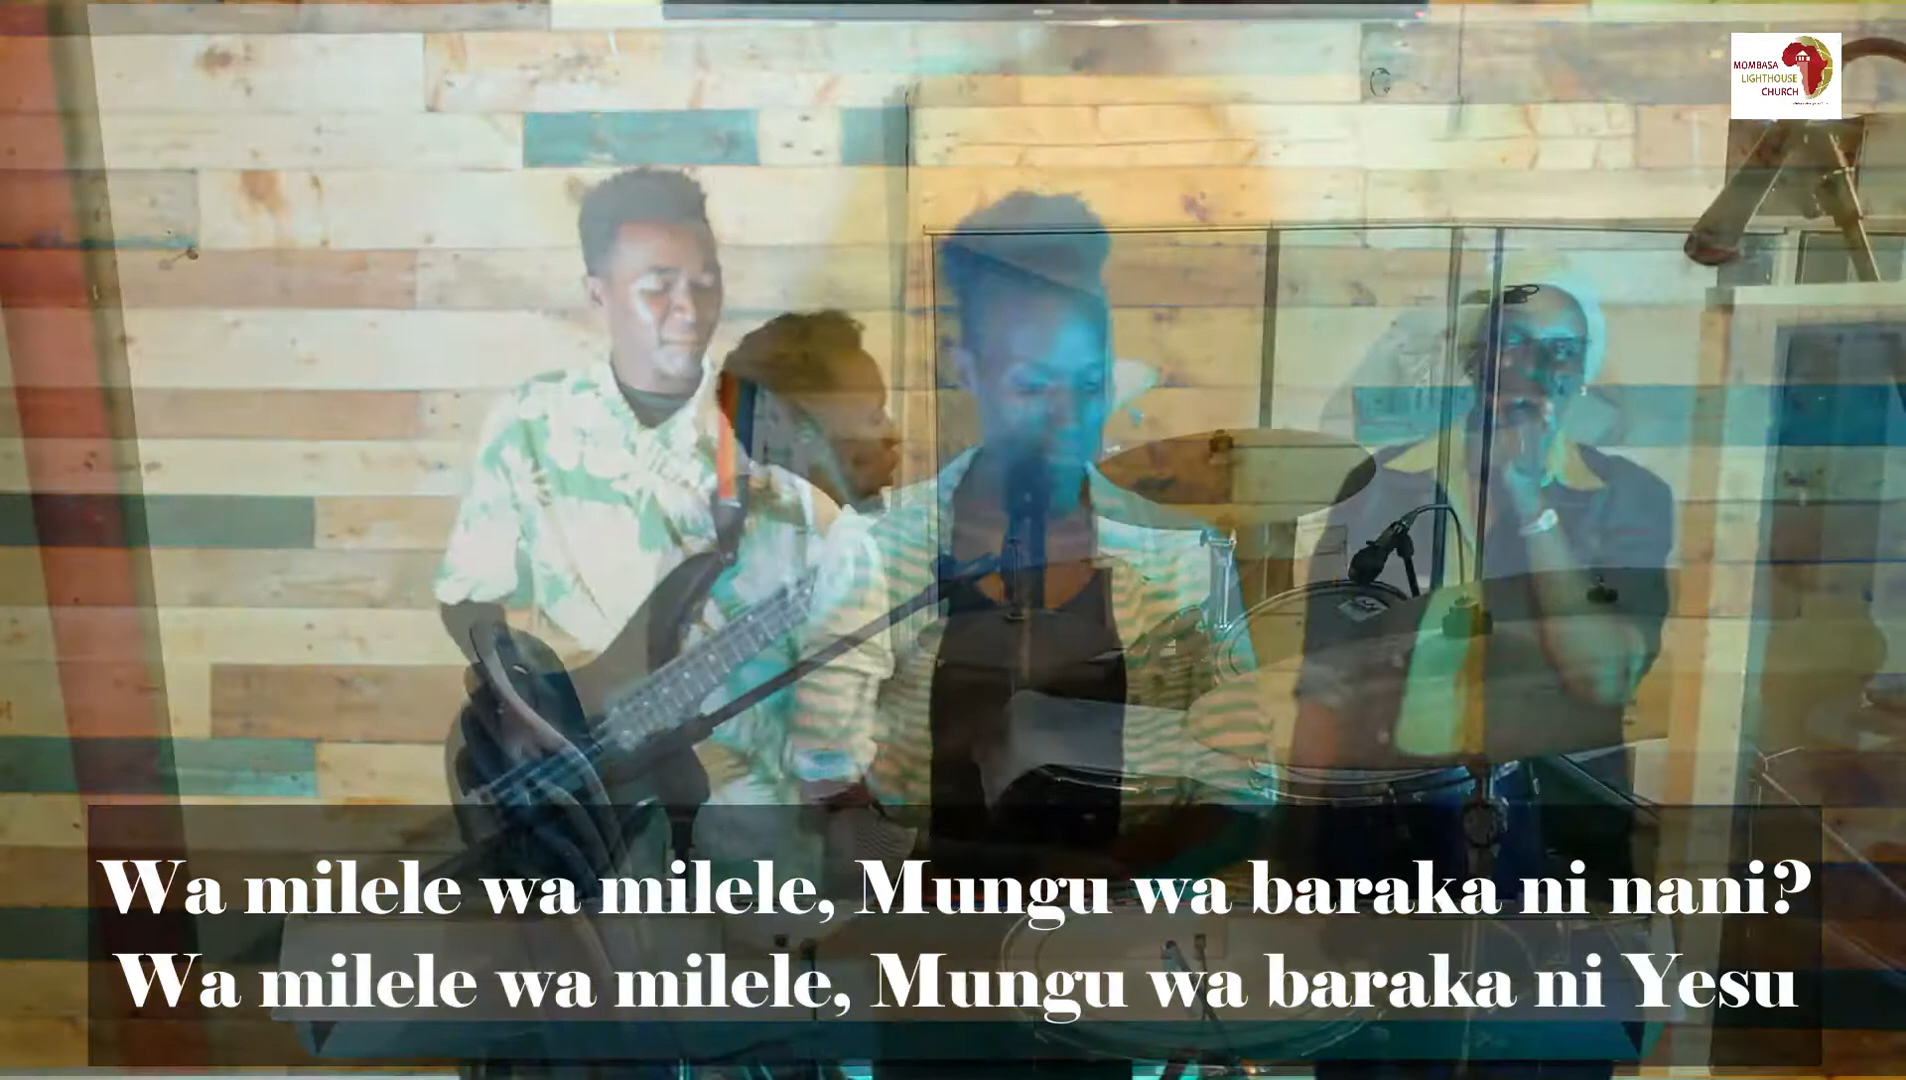 MOMBASA
LIGHTHOUSE
CHURCH
Wa milele wa milele, Mungu wa baraka ni nani?
Wa milele wa milele, Mungu wa baraka ni Yesu